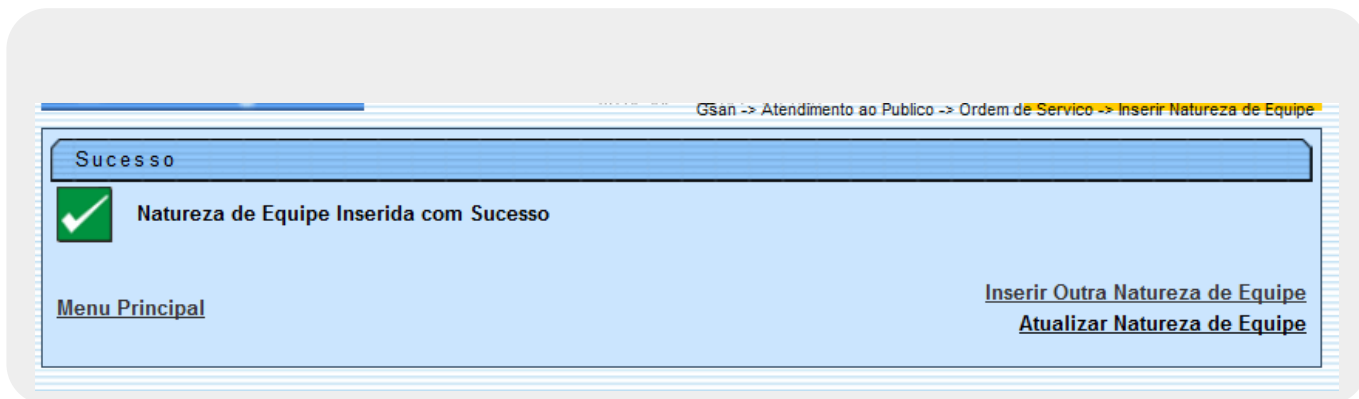 Gsan -> Atendimento ao Publico -> Ordem de Servico -> Inserir Natureza de Equipe
Sucesso
Natureza de Equipe Inserida com Sucesso
Inserir Outra Natureza de Equipe
Menu Principal
Atualizar Natureza de Equipe